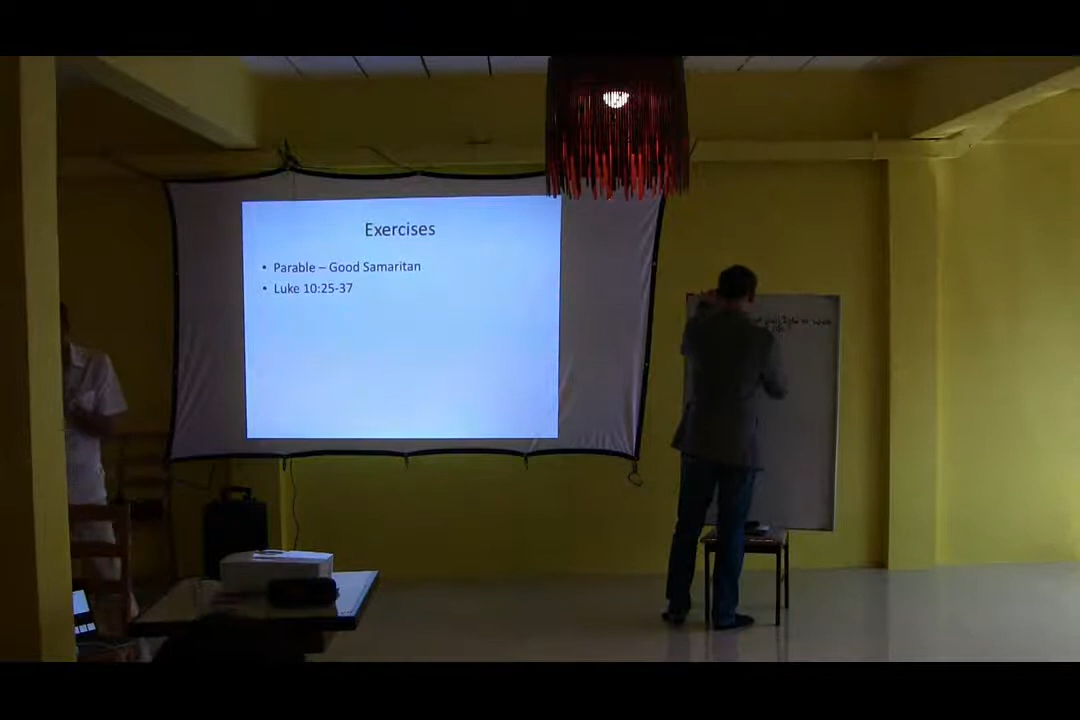 Exercises
• Parable – Good Samaritan
• Luke 10:25-37